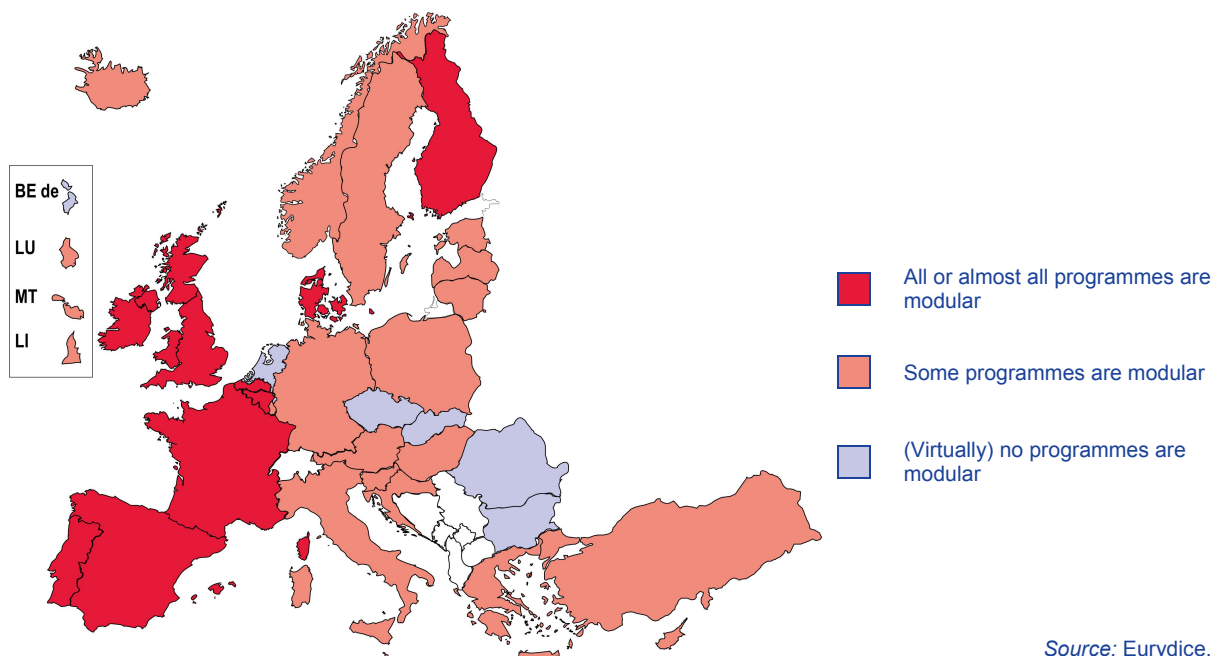 BE de
LU
MT
LI
All or almost all programmes are
modular
Some programmes are modular
(Virtually) no programmes are
modular
Source: Eurydice.